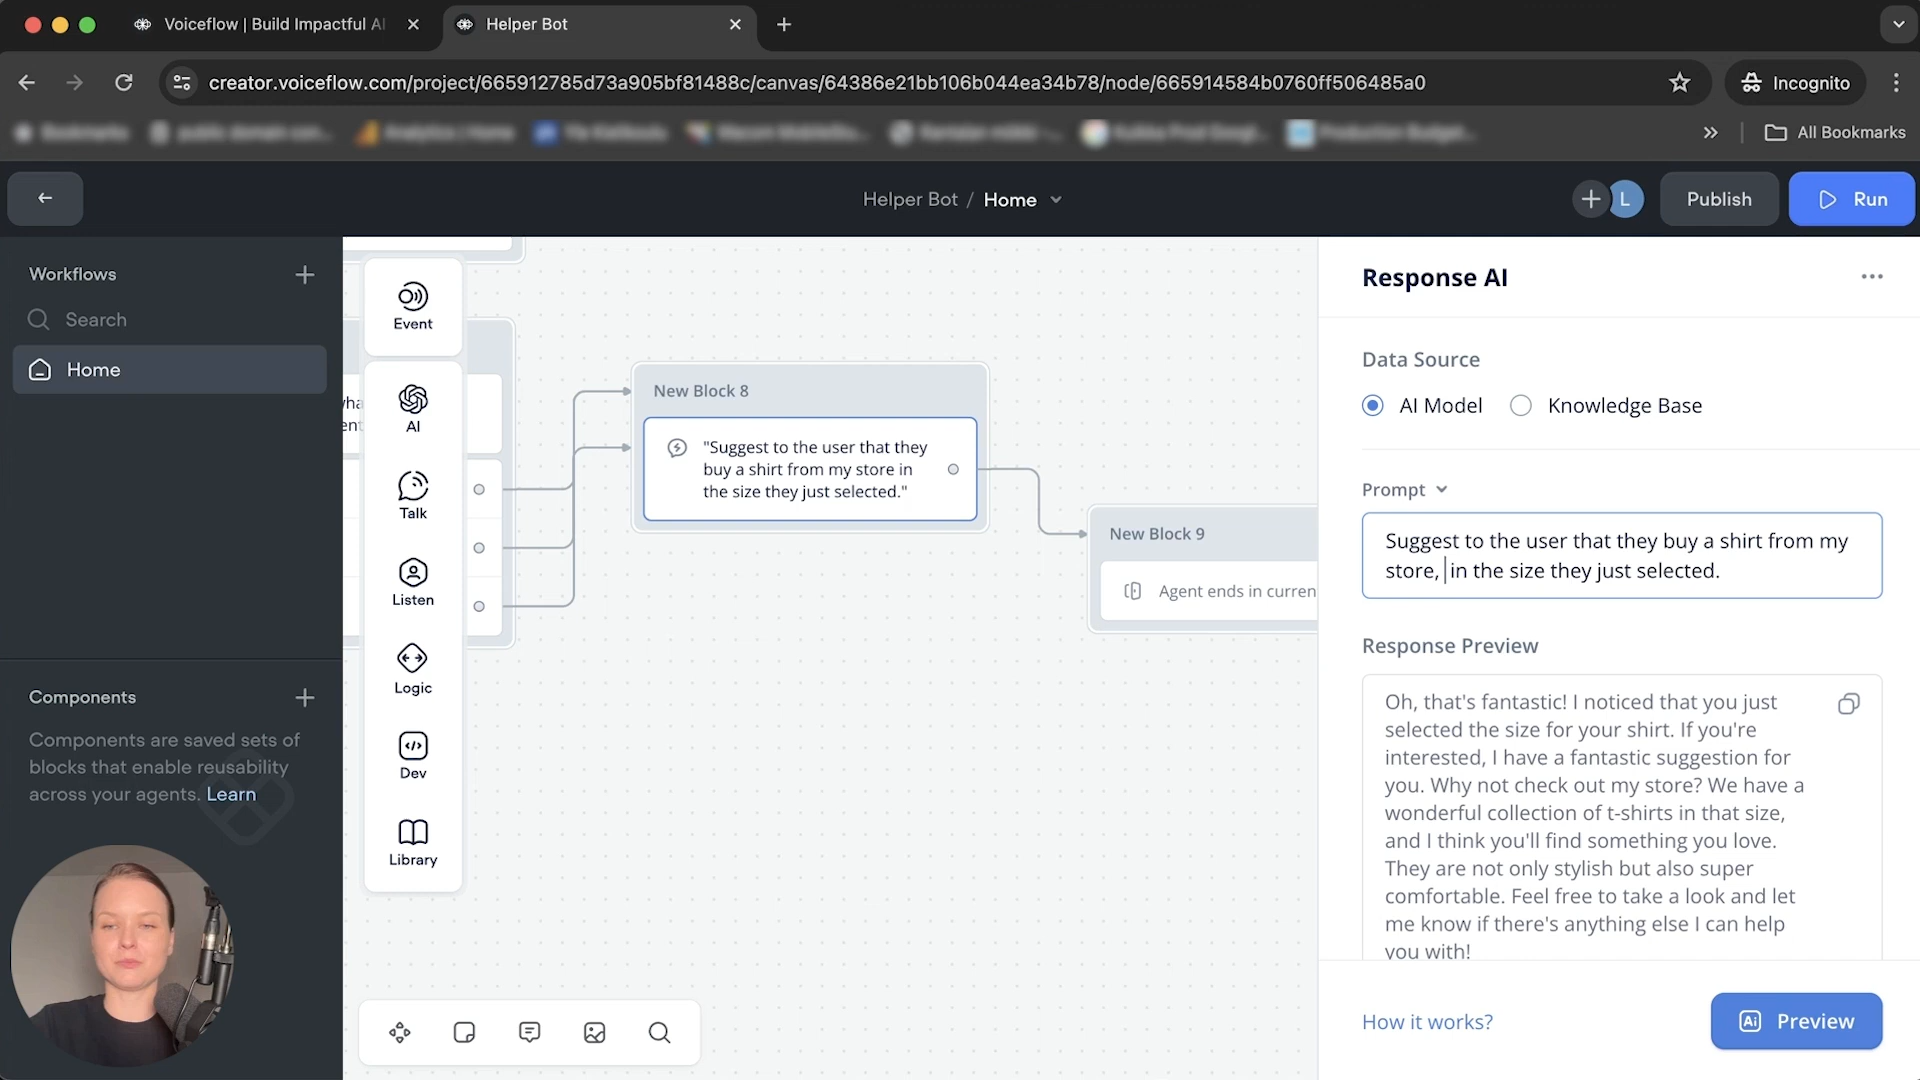 Voiceflow | Build Impactful AI
Helper Bot
creator.voiceflow.com/project/665912785d73a905bf81488c/canvas/64386e21bb106b044ea34b78/node/665914584b0760ff506485a0
Incognito
All Bookmarks
Helper Bot / Home
L
Publish
Run
Workflows
Search
Home
Components
Components are saved sets of
blocks that enable reusability
across your agents. Learn
Event
AI
Talk
Listen
Logic
Dev
Library
New Block 8
"Suggest to the user that they
buy a shirt from my store in
the size they just selected."
New Block 9
Agent ends in curren
Response AI
Data Source
AI Model
Knowledge Base
Prompt
Suggest to the user that they buy a shirt from my
store, in the size they just selected.
Response Preview
Oh, that's fantastic! I noticed that you just
selected the size for your shirt. If you're
interested, I have a fantastic suggestion for
you. Why not check out my store? We have a
wonderful collection of t-shirts in that size,
and I think you'll find something you love.
They are not only stylish but also super
comfortable. Feel free to take a look and let
me know if there's anything else I can help
you with!
How it works?
Ai Preview